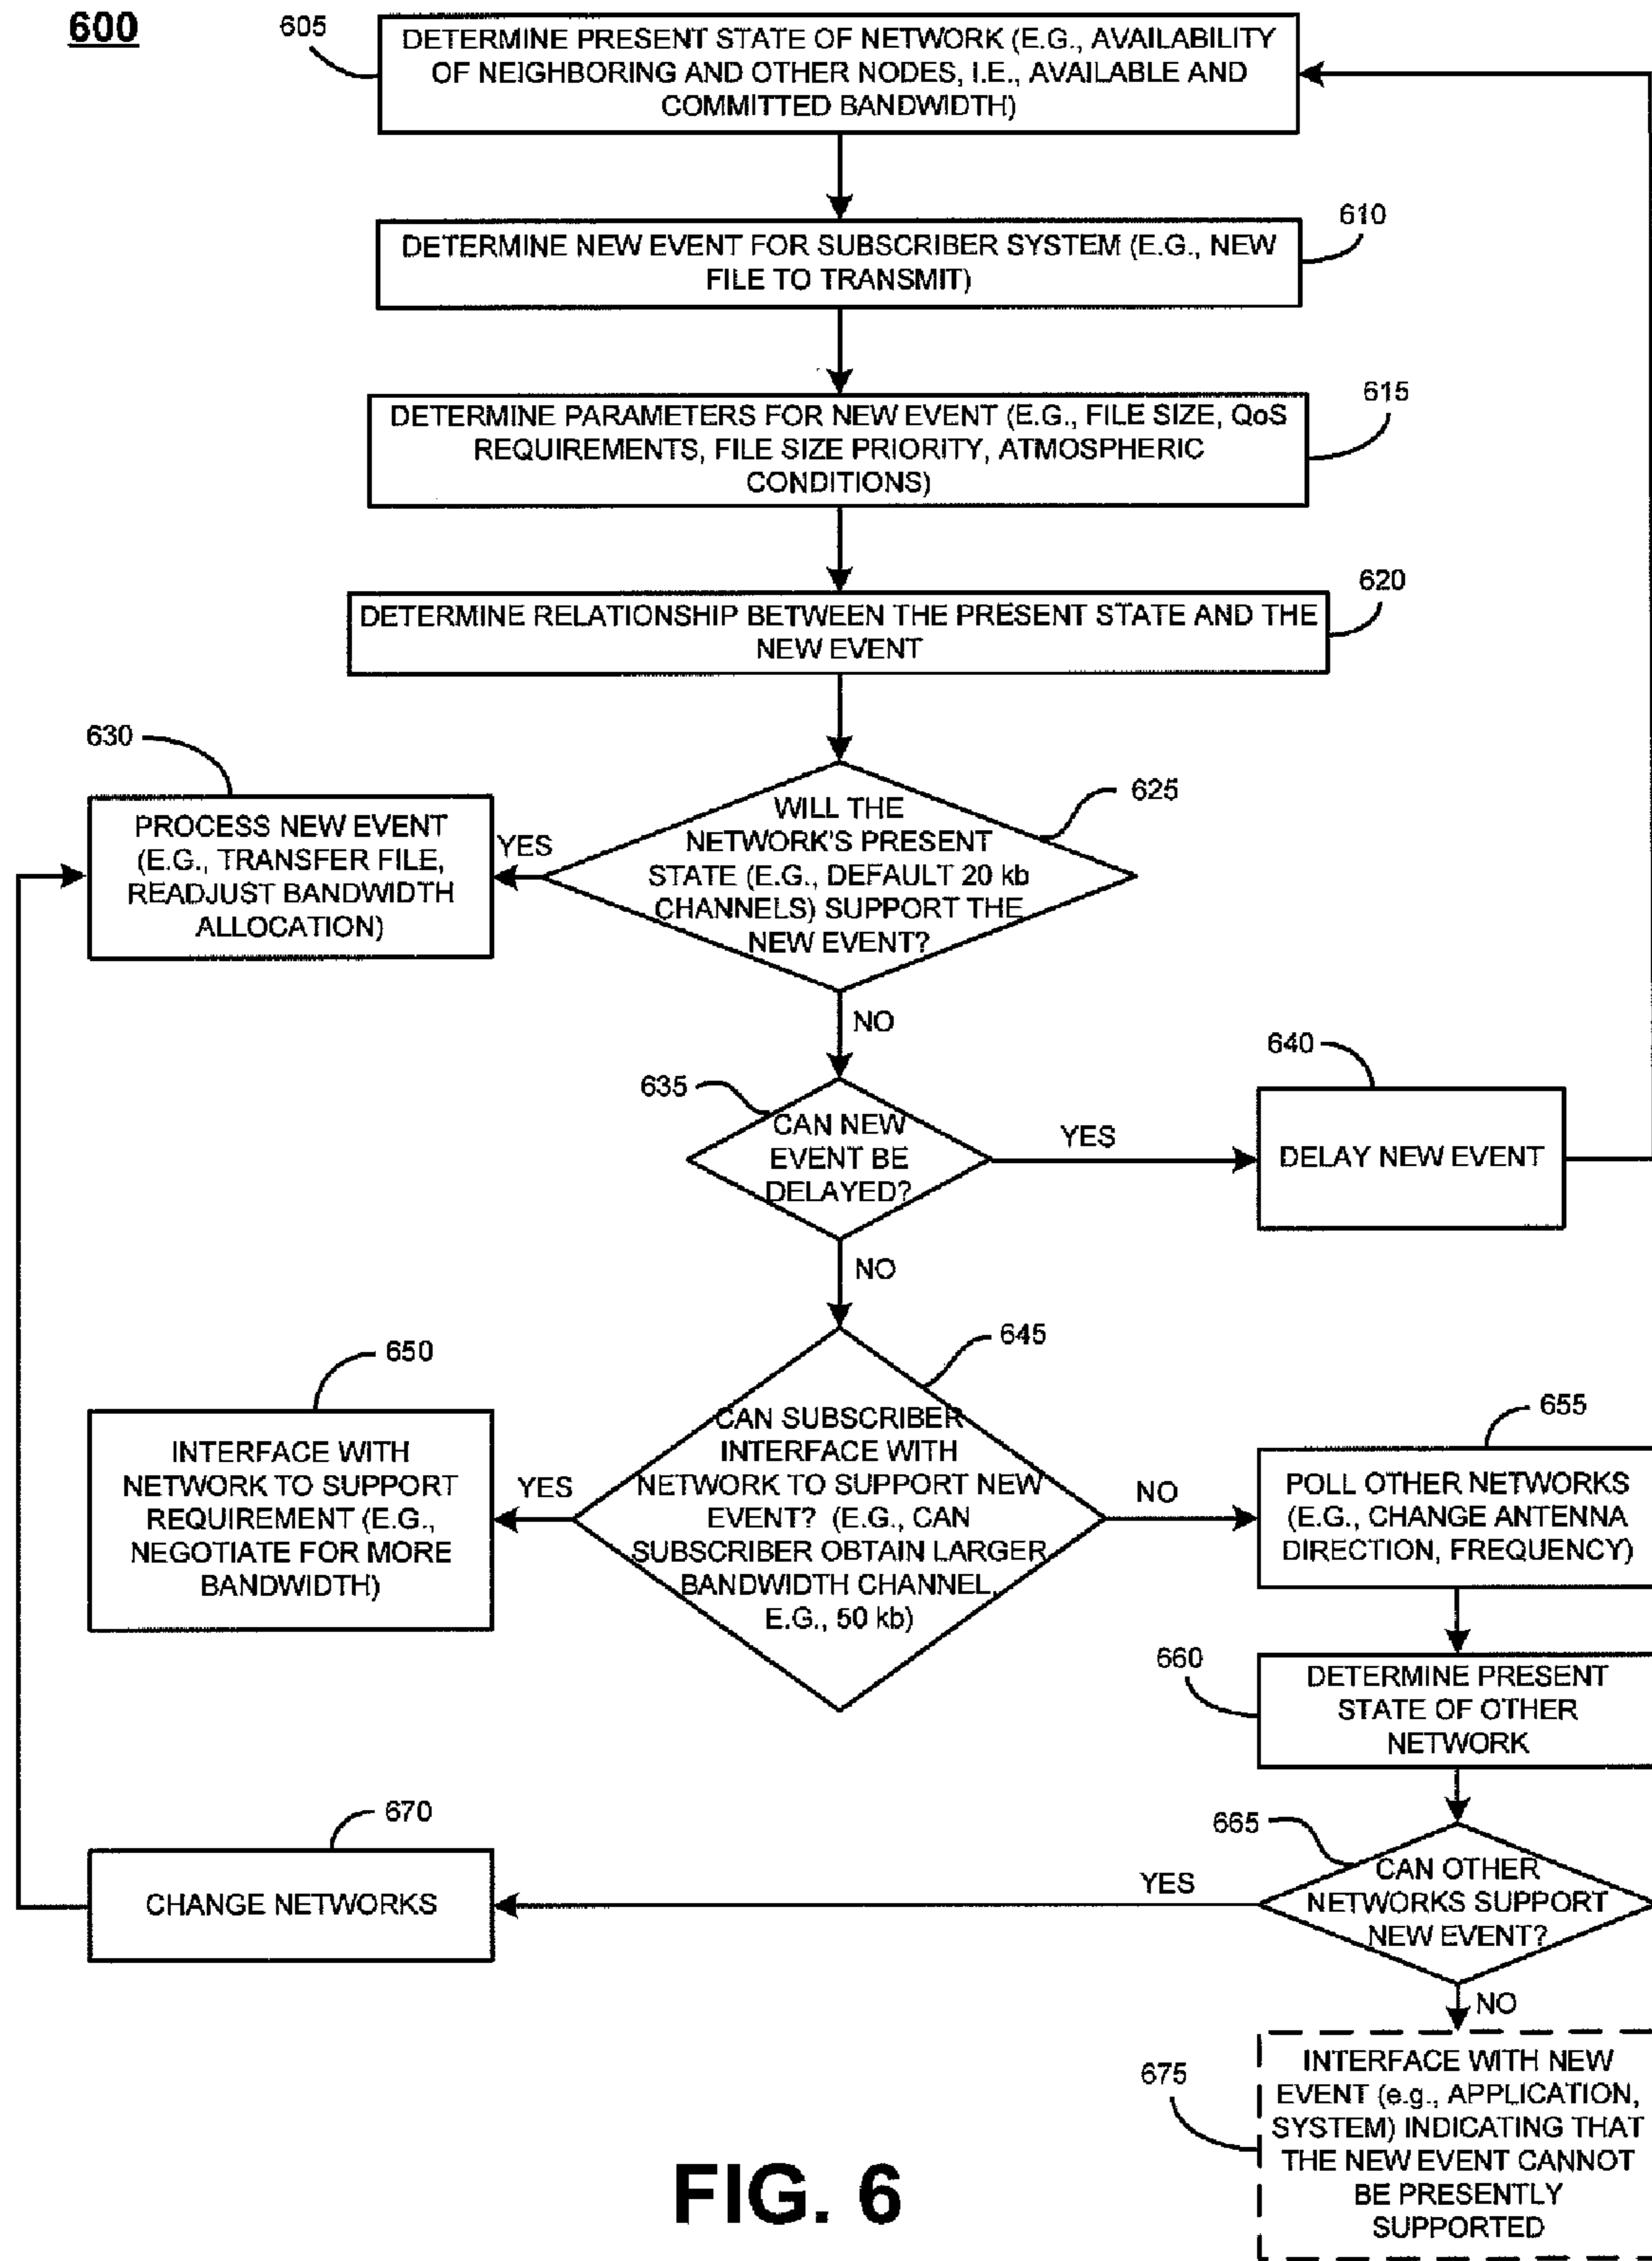 600
605
DETERMINE PRESENT STATE OF NETWORK (E.G., AVAILABILITY
OF NEIGHBORING AND OTHER NODES, I.E., AVAILABLE AND
COMMITTED BANDWIDTH)
610
DETERMINE NEW EVENT FOR SUBSCRIBER SYSTEM (E.G., NEW
FILE TO TRANSMIT)
615
DETERMINE PARAMETERS FOR NEW EVENT (E.G., FILE SIZE, QoS
REQUIREMENTS, FILE SIZE PRIORITY, ATMOSPHERIC
CONDITIONS)
620
DETERMINE RELATIONSHIP BETWEEN THE PRESENT STATE AND THE
NEW EVENT
630
PROCESS NEW EVENT
(E.G., TRANSFER FILE,
READJUST BANDWIDTH
ALLOCATION)
YES
625
WILL THE
NETWORK'S PRESENT
STATE (E.G., DEFAULT 20 kb
CHANNELS) SUPPORT THE
NEW EVENT?
NO
635
CAN NEW
EVENT BE
DELAYED?
YES
640
DELAY NEW EVENT
NO
645
CAN SUBSCRIBER
INTERFACE WITH
NETWORK TO SUPPORT NEW
EVENT? (E.G., CAN
SUBSCRIBER OBTAIN LARGER
BANDWIDTH CHANNEL,
E.G., 50 kb)
YES
650
INTERFACE WITH
NETWORK TO SUPPORT
REQUIREMENT (E.G.,
NEGOTIATE FOR MORE
BANDWIDTH)
NO
655
POLL OTHER NETWORKS
(E.G., CHANGE ANTENNA
DIRECTION, FREQUENCY)
660
DETERMINE PRESENT
STATE OF OTHER
NETWORK
665
CAN OTHER
NETWORKS SUPPORT
NEW EVENT?
YES
670
CHANGE NETWORKS
NO
675
INTERFACE WITH NEW
EVENT (e.g., APPLICATION,
SYSTEM) INDICATING THAT
THE NEW EVENT CANNOT
BE PRESENTLY
SUPPORTED
FIG. 6